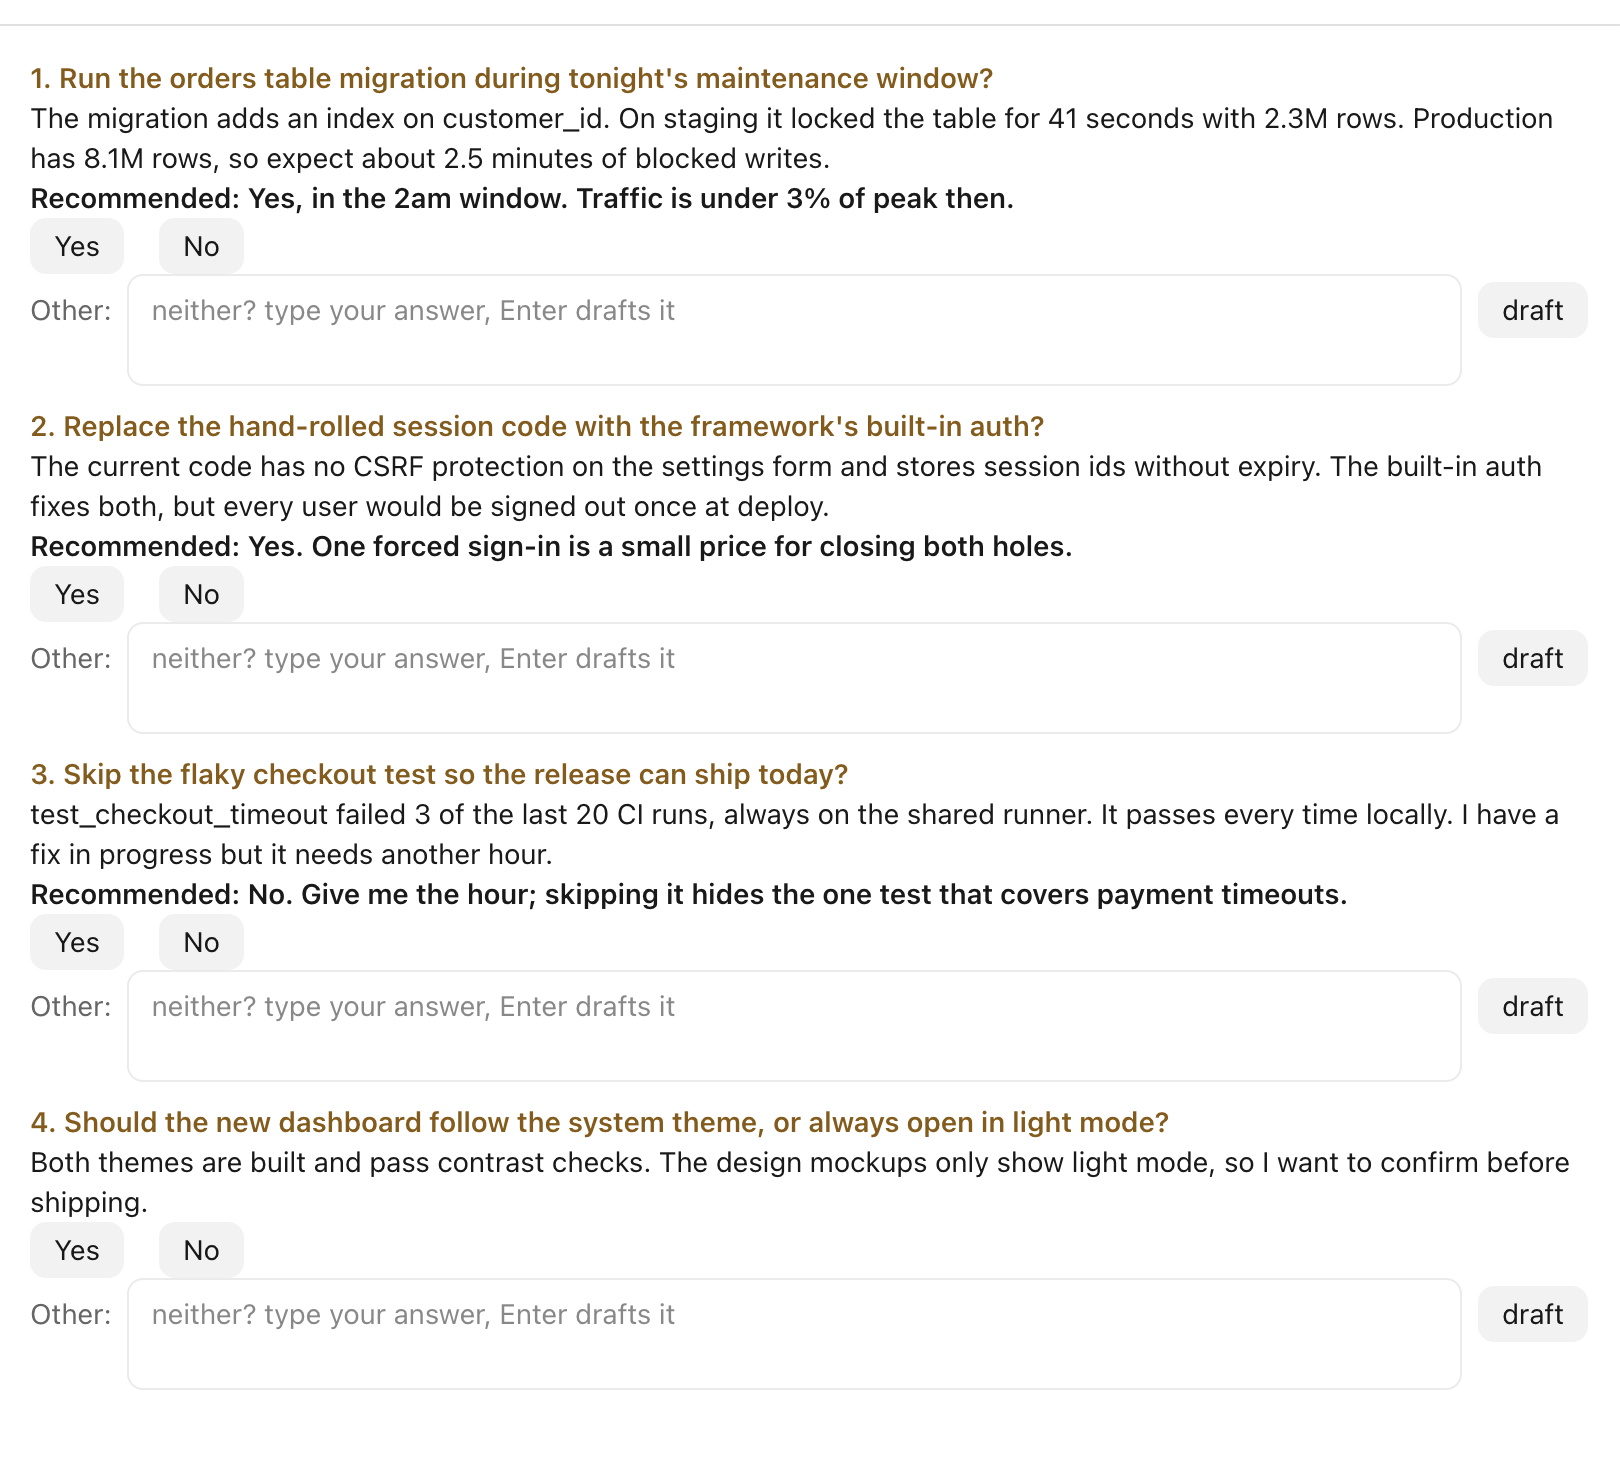 1. Run the orders table migration during tonight's maintenance window?
The migration adds an index on customer_id. On staging it locked the table for 41 seconds with 2.3M rows. Production
has 8.1M rows, so expect about 2.5 minutes of blocked writes.
Recommended: Yes, in the 2am window. Traffic is under 3% of peak then.
Yes No
Other: neither? type your answer, Enter drafts it draft
2. Replace the hand-rolled session code with the framework's built-in auth?
The current code has no CSRF protection on the settings form and stores session ids without expiry. The built-in auth
fixes both, but every user would be signed out once at deploy.
Recommended: Yes. One forced sign-in is a small price for closing both holes.
Yes No
Other: neither? type your answer, Enter drafts it draft
3. Skip the flaky checkout test so the release can ship today?
test_checkout_timeout failed 3 of the last 20 CI runs, always on the shared runner. It passes every time locally. I have a
fix in progress but it needs another hour.
Recommended: No. Give me the hour; skipping it hides the one test that covers payment timeouts.
Yes No
Other: neither? type your answer, Enter drafts it draft
4. Should the new dashboard follow the system theme, or always open in light mode?
Both themes are built and pass contrast checks. The design mockups only show light mode, so I want to confirm before
shipping.
Yes No
Other: neither? type your answer, Enter drafts it draft